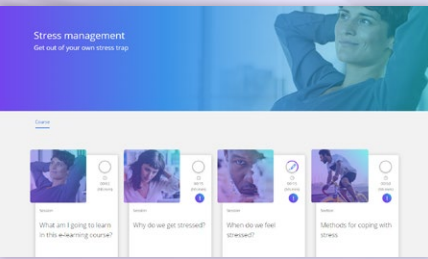 Stress management
Get out of your own stress trap
Course
Session
What am I going to learn
in this e-learning course?
Session
Why do we get stressed?
Session
When do we feel
stressed?
Session
Methods for coping with
stress